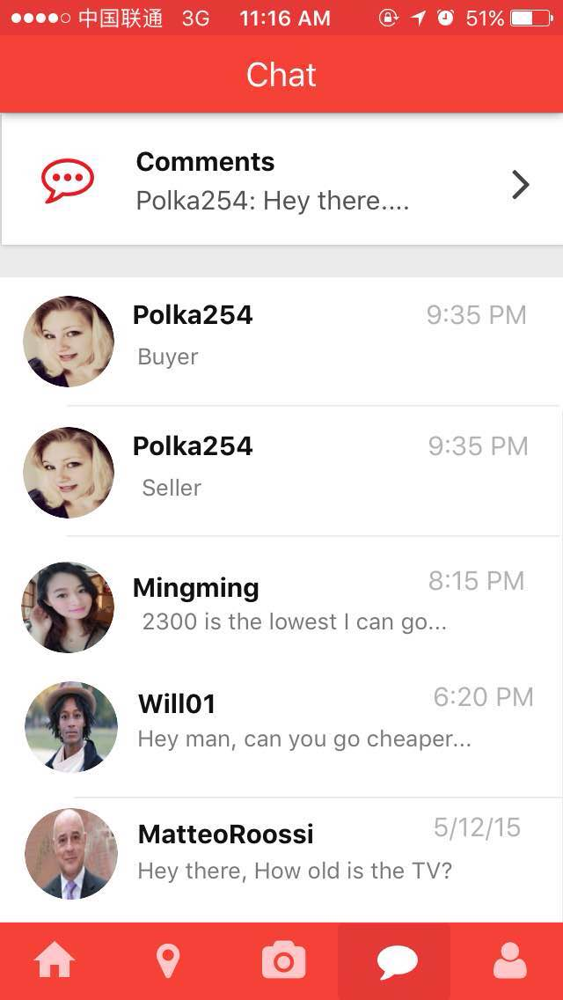 中国联通 3G 11:16 AM 51%
Chat
Comments
Polka254: Hey there....
Polka254 9:35 PM
Buyer
Polka254 9:35 PM
Seller
Mingming 8:15 PM
2300 is the lowest I can go...
Will01 6:20 PM
Hey man, can you go cheaper...
MatteoRoossi 5/12/15
Hey there, How old is the TV?